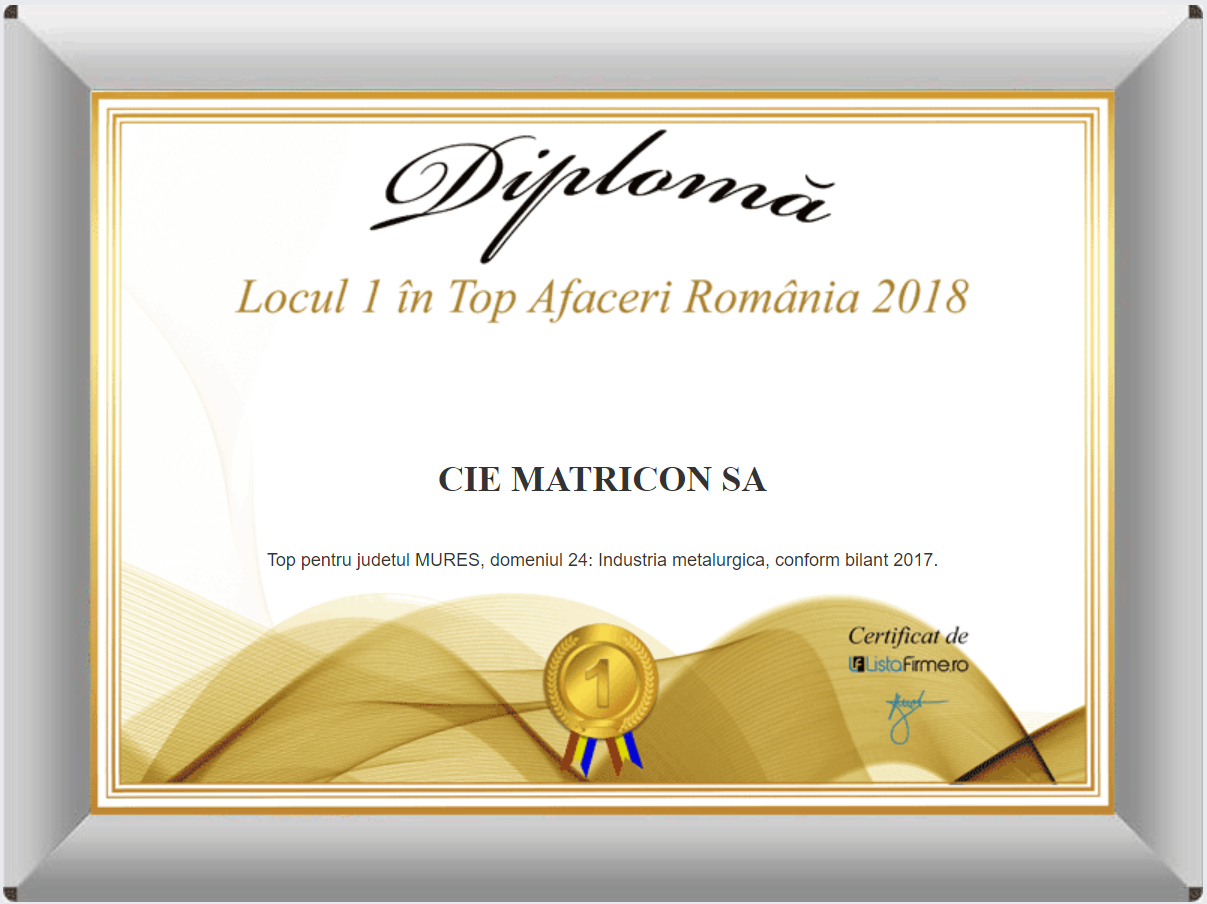 Diplomă
Locul 1 în Top Afaceri România 2018
CIE MATRICON SA
Top pentru judetul MURES, domeniul 24: Industria metalurgica, conform bilant 2017.
1
Certificat de
LF ListaFirme.ro